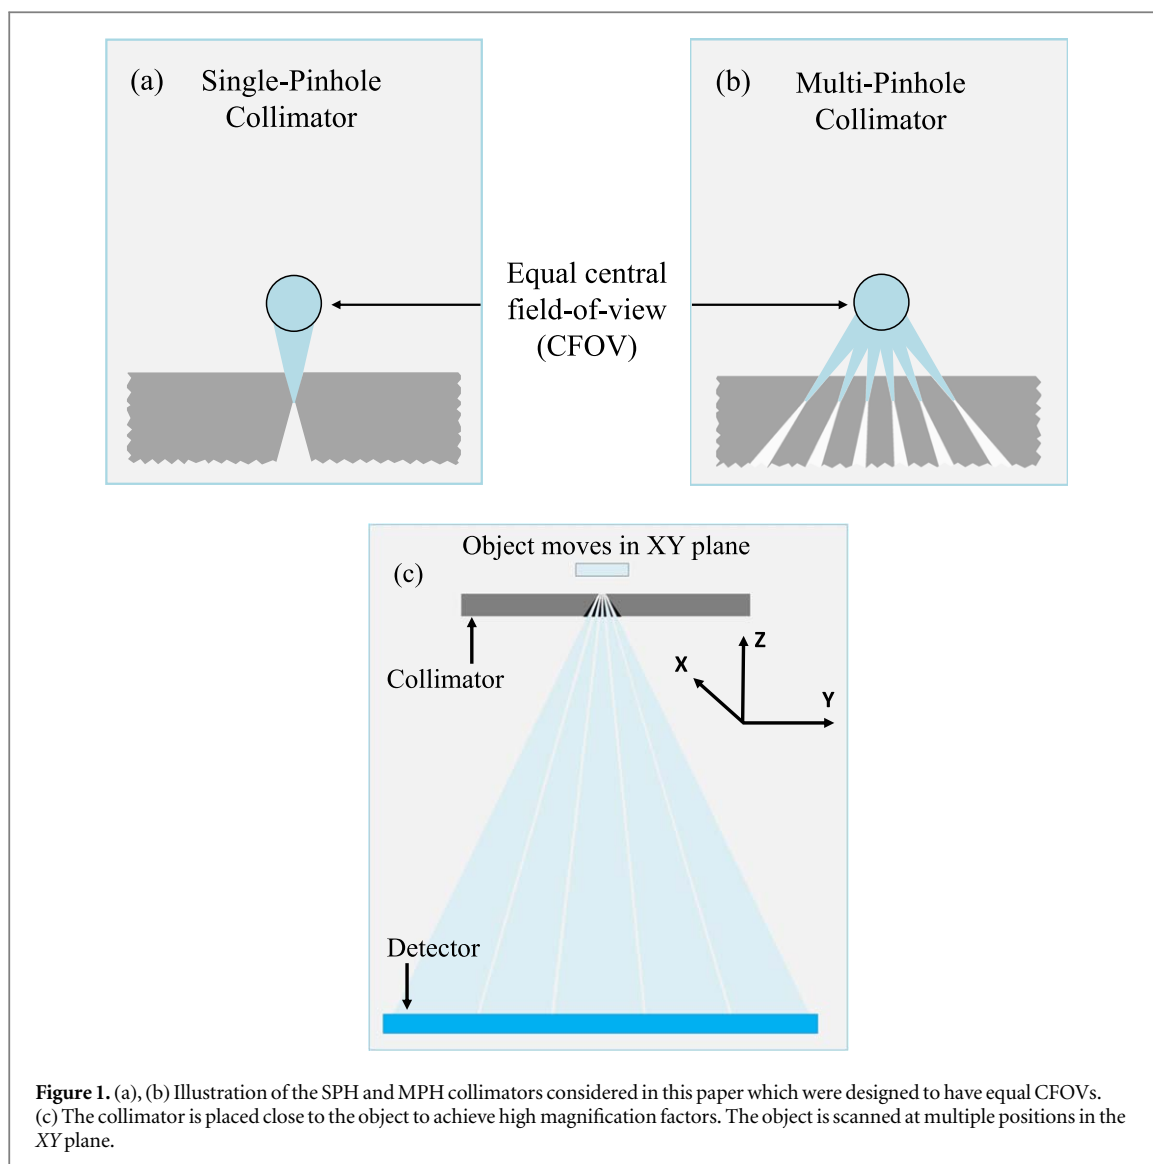 (a)
Single-Pinhole
Collimator
(b)
Multi-Pinhole
Collimator
Equal central
field-of-view
(CFOV)
Object moves in XY plane
(c)
Collimator
Z
X
Y
Detector
Figure 1. (a), (b) Illustration of the SPH and MPH collimators considered in this paper which were designed to have equal CFOVs.
(c) The collimator is placed close to the object to achieve high magnification factors. The object is scanned at multiple positions in the
XY plane.